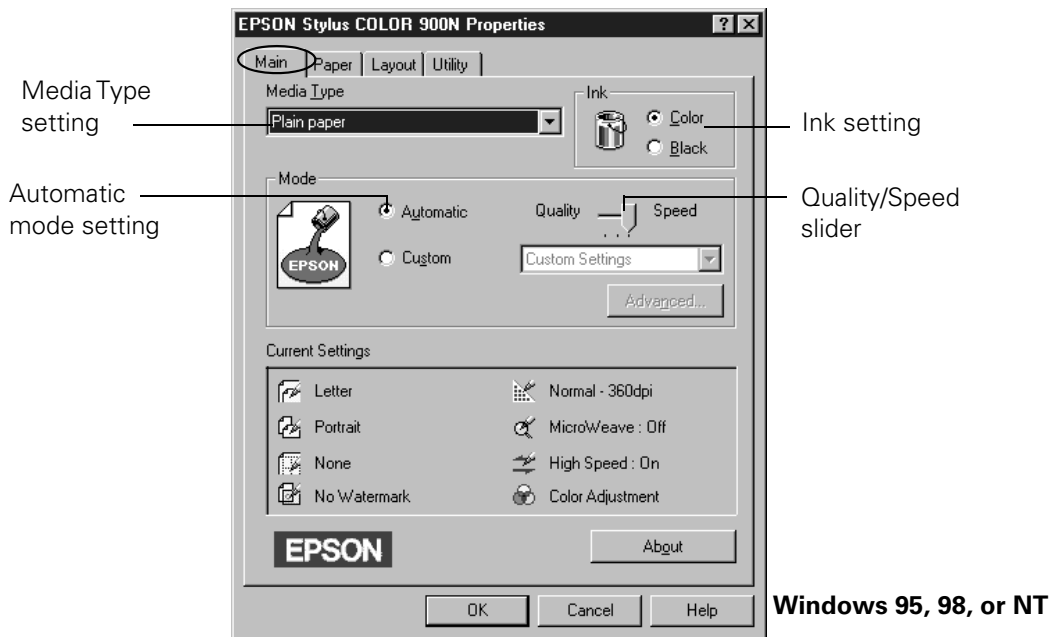 EPSON Stylus COLOR 900N Properties
Main Paper Layout Utility
Media Type
setting
Media Type
Plain paper
Ink
Color
Black
Ink setting
Automatic
mode setting
Mode
EPSON
Automatic
Custom
Quality Speed
Custom Settings
Advanced...
Quality/Speed
slider
Current Settings
Letter
Normal - 360dpi
Portrait
MicroWeave : Off
None
High Speed : On
No Watermark
Color Adjustment
EPSON
About
OK Cancel Help
Windows 95, 98, or NT